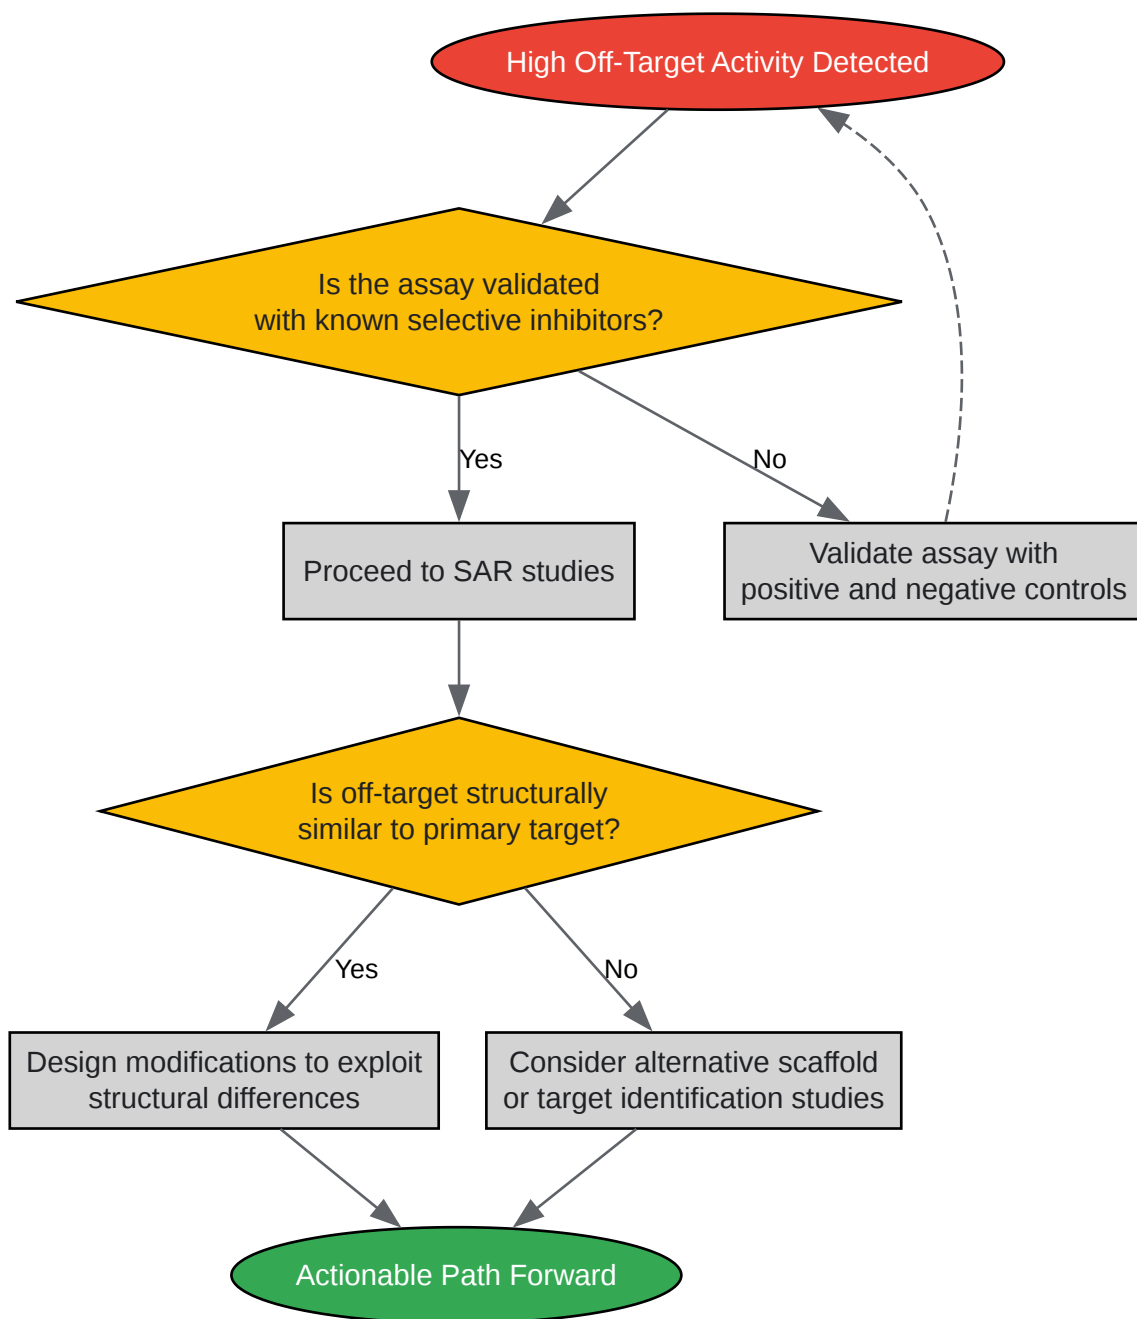 High Off-Target Activity Detected
Is the assay validated
with known selective inhibitors?
Yes
No
Proceed to SAR studies
Validate assay with
positive and negative controls
Is off-target structurally
similar to primary target?
Yes
No
Design modifications to exploit
structural differences
Consider alternative scaffold
or target identification studies
Actionable Path Forward